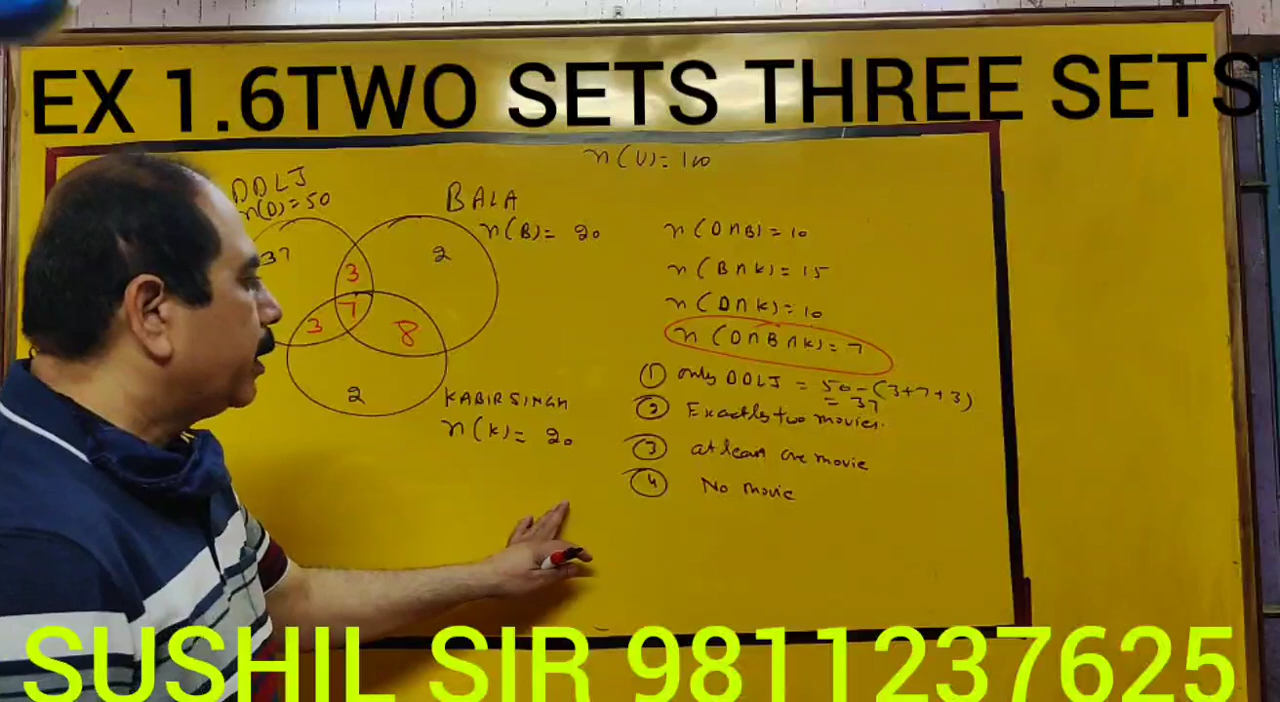 EX 1.6TWO SETS THREE SETS
n(U)= 100
DDLJ
n(D)=50
BALA
n(B)= 20
37
3
2
7
3
8
2
KABIR SINGH
n(K)= 20
n(D∩B)=10
n(B∩K)=15
n(D∩K)=10
n(D∩B∩K)=7
① only DDLJ = 50-(3+7+3)
= 37
② Exactly two movies.
③ at least one movie
④ No movie
SUSHIL SIR 9811237625